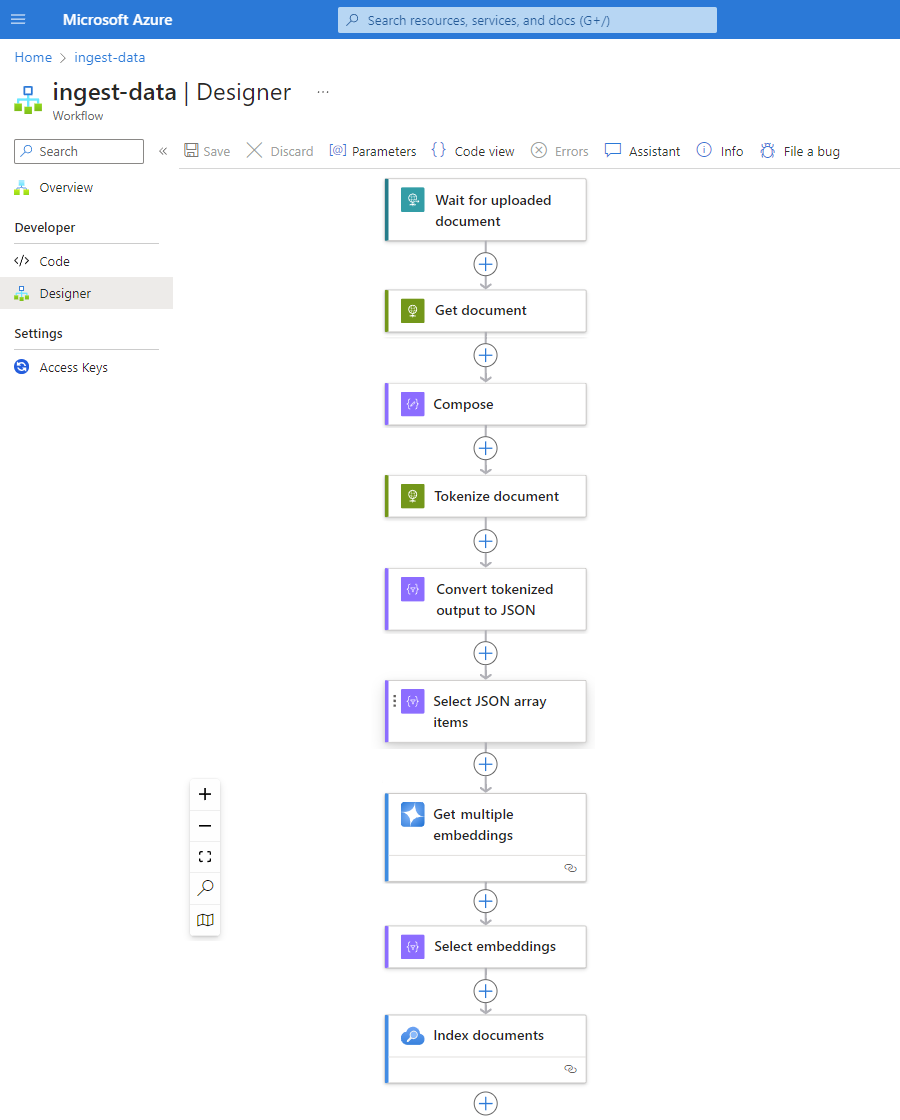 Microsoft Azure
Search resources, services, and docs (G+/)
Home > ingest-data
ingest-data | Designer ...
Workflow
Search
«
Save
Discard
Parameters
Code view
Errors
Assistant
Info
File a bug
Overview
Developer
Code
Designer
Settings
Access Keys
Wait for uploaded
document
Get document
Compose
Tokenize document
Convert tokenized
output to JSON
Select JSON array
items
Get multiple
embeddings
Select embeddings
Index documents